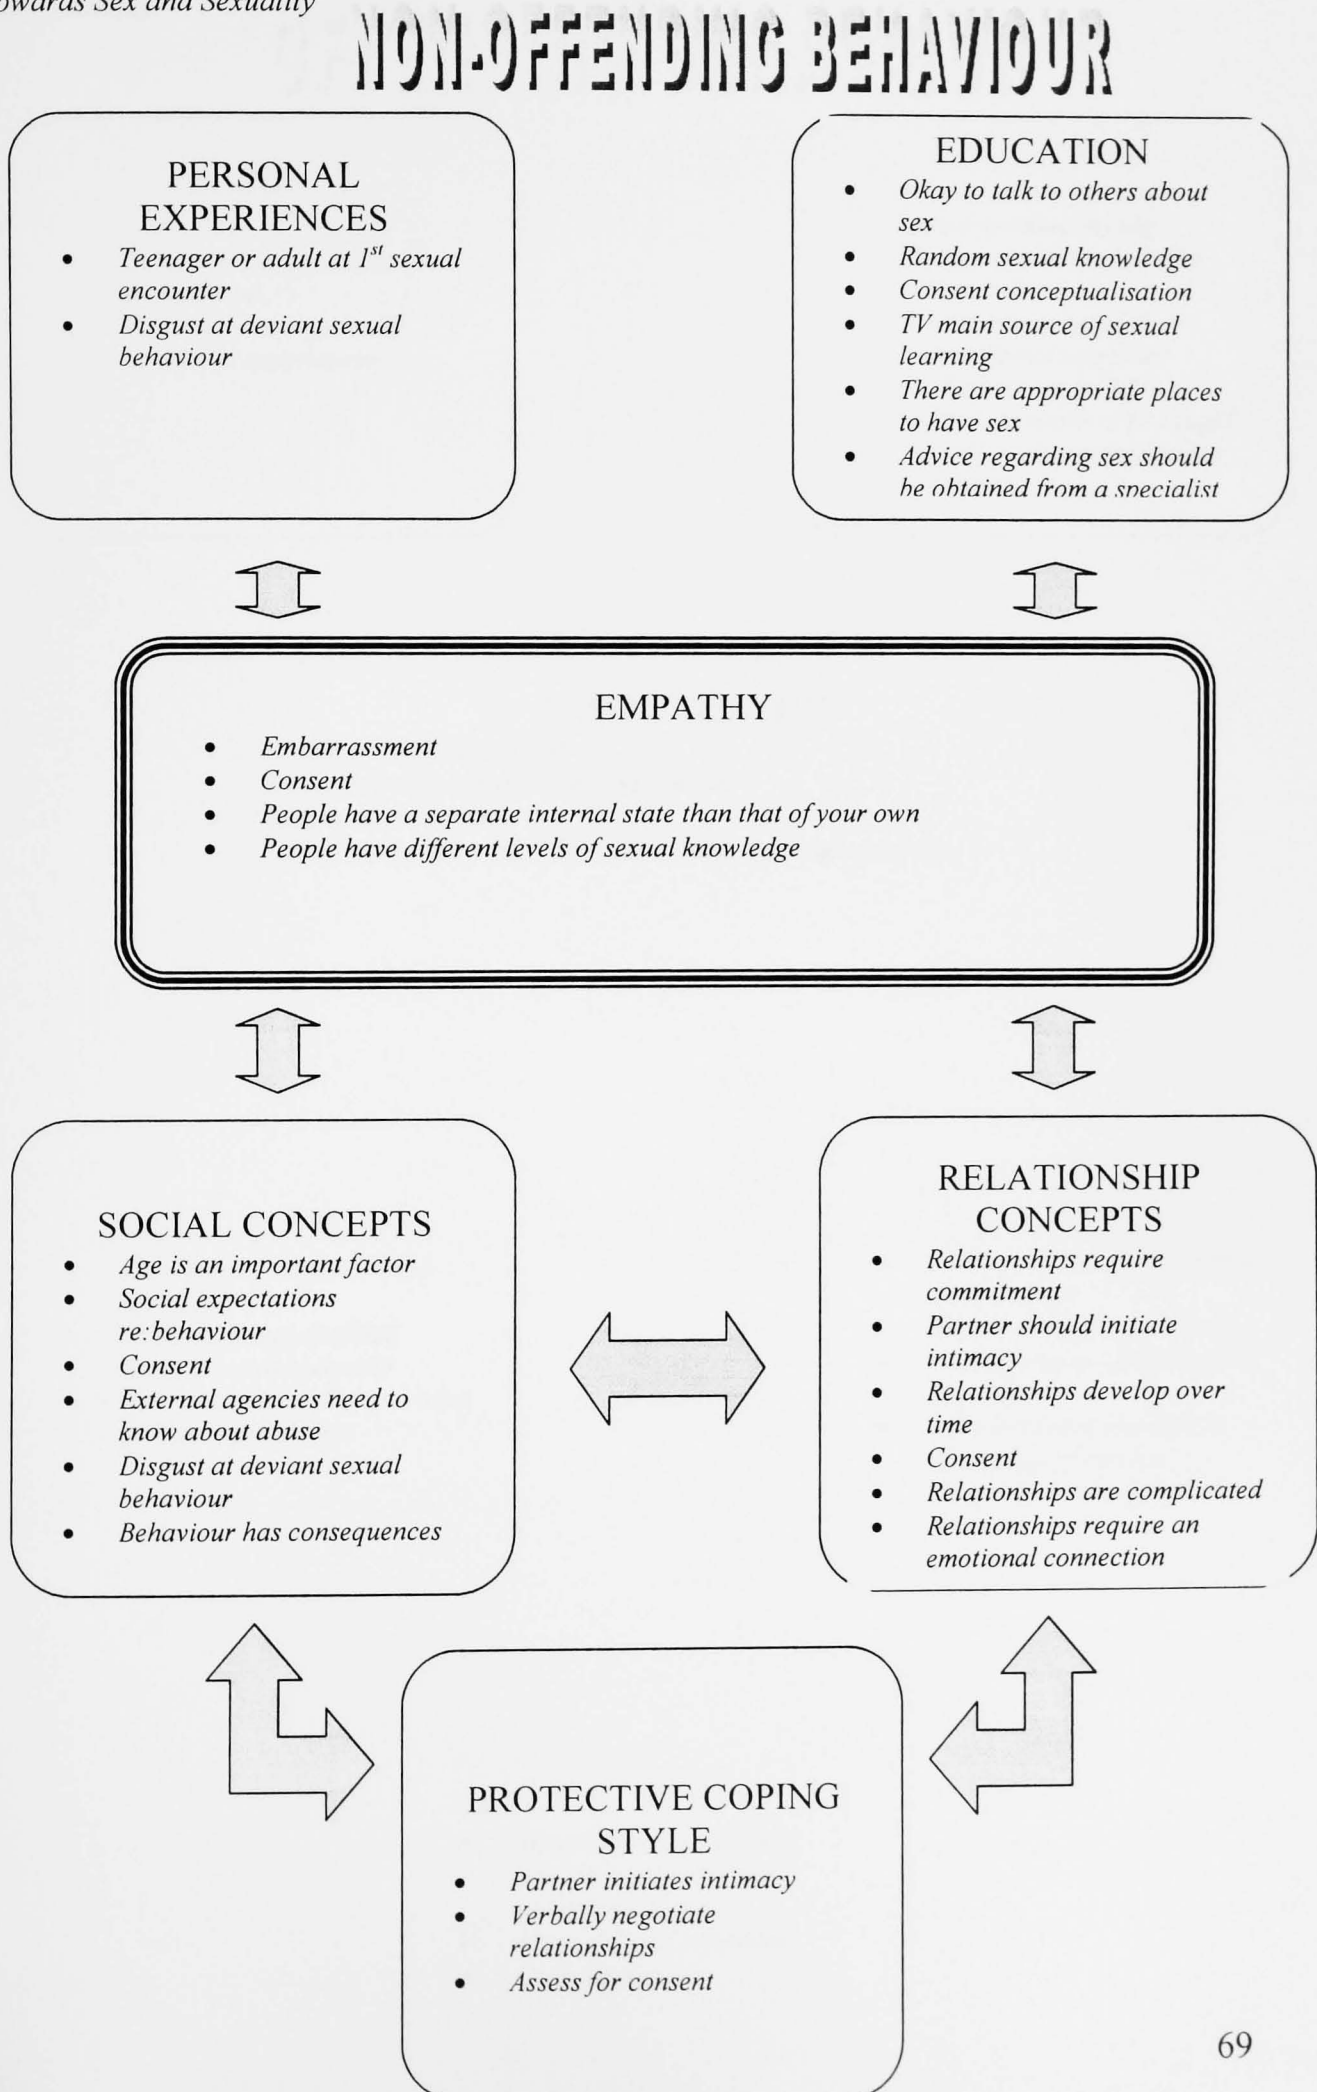 owards Sex and Sexuality
NON-OFFENDING BEHAVIOUR
PERSONAL
EXPERIENCES
• Teenager or adult at 1st sexual
encounter
• Disgust at deviant sexual
behaviour
EDUCATION
• Okay to talk to others about
sex
• Random sexual knowledge
• Consent conceptualisation
• TV main source of sexual
learning
• There are appropriate places
to have sex
• Advice regarding sex should
be obtained from a specialist
EMPATHY
• Embarrassment
• Consent
• People have a separate internal state than that of your own
• People have different levels of sexual knowledge
SOCIAL CONCEPTS
• Age is an important factor
• Social expectations
re:behaviour
• Consent
• External agencies need to
know about abuse
• Disgust at deviant sexual
behaviour
• Behaviour has consequences
RELATIONSHIP
CONCEPTS
• Relationships require
commitment
• Partner should initiate
intimacy
• Relationships develop over
time
• Consent
• Relationships are complicated
• Relationships require an
emotional connection
PROTECTIVE COPING
STYLE
• Partner initiates intimacy
• Verbally negotiate
relationships
• Assess for consent
69